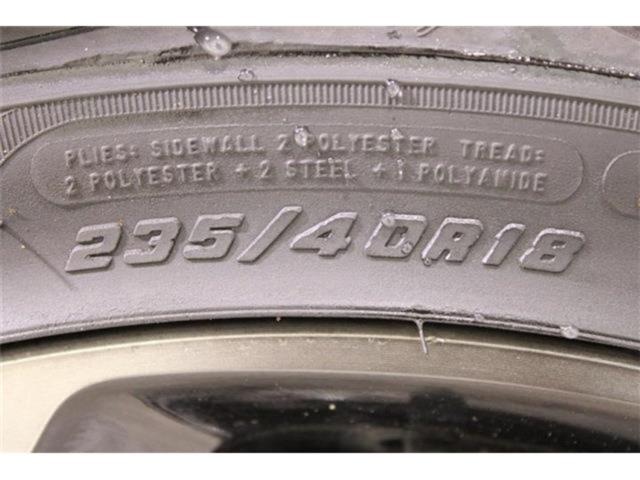 PLIES: SIDEWALL 2 POLYESTER TREAD:
2 POLYESTER + 2 STEEL + 1 POLYAMIDE
235/40R18